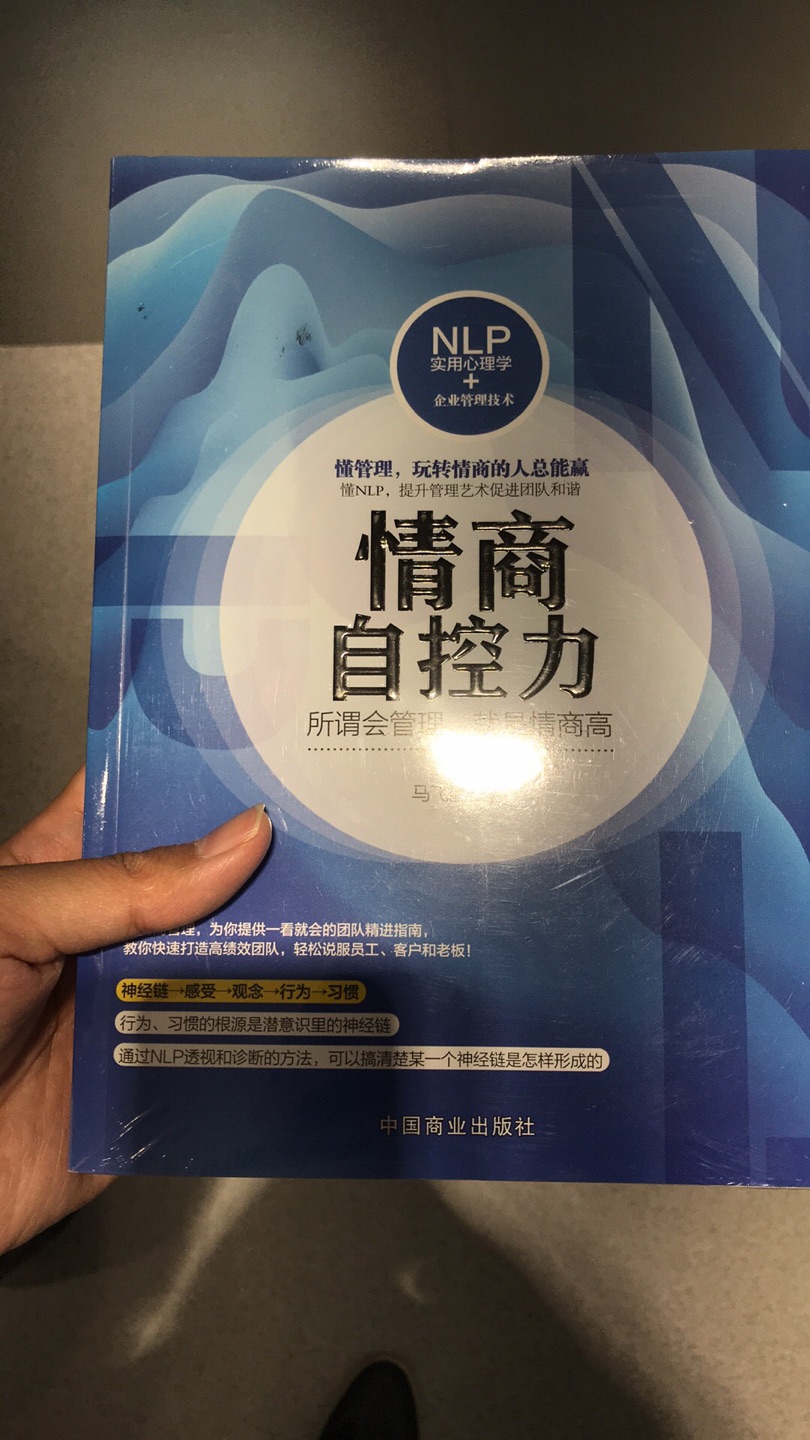 NLP
实用心理学
+
企业管理技术
懂管理，玩转情商的人总能赢
懂NLP，提升管理艺术促进团队和谐
情商
自控力
所谓会管理 就是情商高
马飞
管理，为你提供一看就会的团队精进指南，
教你快速打造高绩效团队，轻松说服员工、客户和老板！
神经链→感受→观念→行为→习惯
行为、习惯的根源是潜意识里的神经链
通过NLP透视和诊断的方法，可以搞清楚某一个神经链是怎样形成的
中国商业出版社